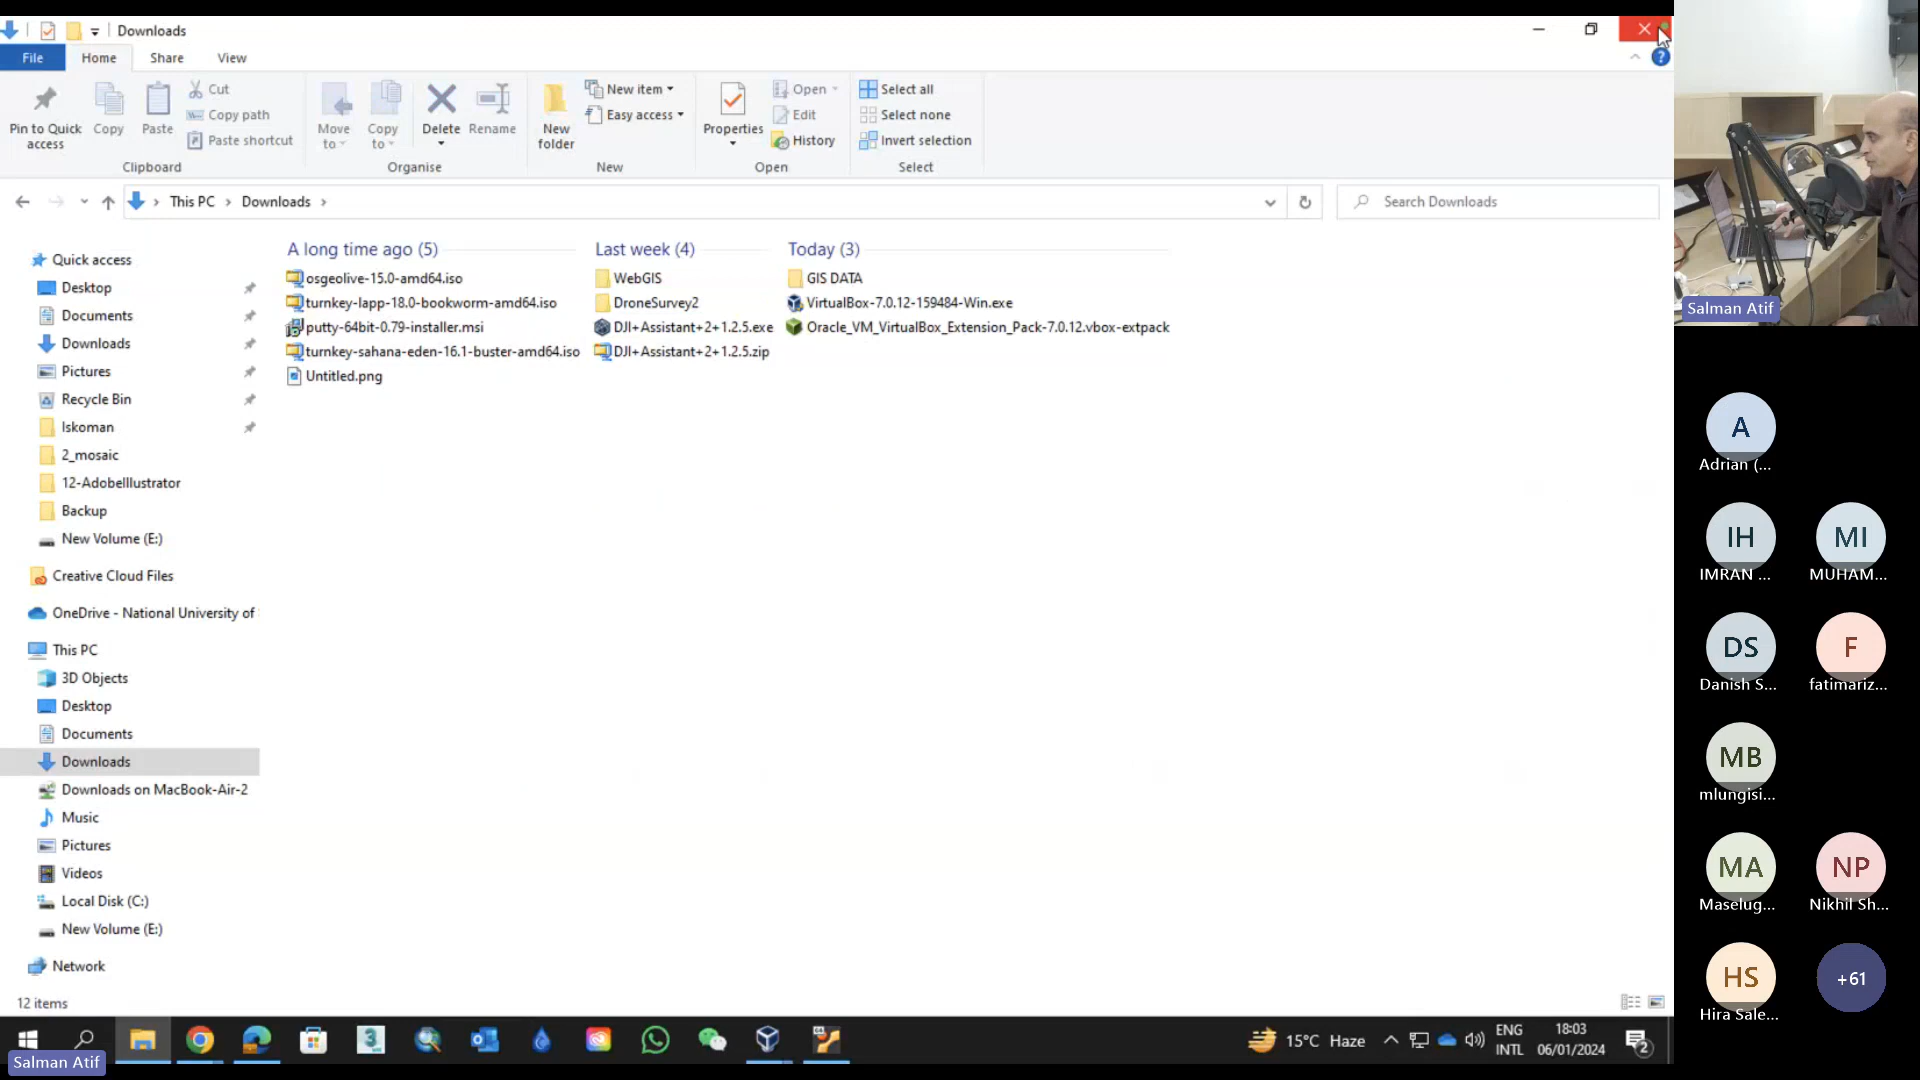 Downloads
File
Home
Share
View
Pin to Quick access
Copy
Paste
Cut
Copy path
Paste shortcut
Clipboard
Move to
Copy to
Delete
Rename
Organise
New folder
New item
Easy access
New
Properties
Open
Edit
History
Open
Select all
Select none
Invert selection
Select
This PC > Downloads >
Search Downloads
Quick access
Desktop
Documents
Downloads
Pictures
Recycle Bin
Iskoman
2_mosaic
12-AdobeIllustrator
Backup
New Volume (E:)
Creative Cloud Files
OneDrive - National University of
This PC
3D Objects
Desktop
Documents
Downloads
Downloads on MacBook-Air-2
Music
Pictures
Videos
Local Disk (C:)
New Volume (E:)
Network
A long time ago (5)
osgeolive-15.0-amd64.iso
turnkey-lapp-18.0-bookworm-amd64.iso
putty-64bit-0.79-installer.msi
turnkey-sahana-eden-16.1-buster-amd64.iso
Untitled.png
Last week (4)
WebGIS
DroneSurvey2
DJI+Assistant+2+1.2.5.exe
DJI+Assistant+2+1.2.5.zip
Today (3)
GIS DATA
VirtualBox-7.0.12-159484-Win.exe
Oracle_VM_VirtualBox_Extension_Pack-7.0.12.vbox-extpack
12 items
15°C Haze
ENG
INTL
18:03
06/01/2024
2
Salman Atif
Salman Atif
A
Adrian (...
IH
IMRAN ...
MI
MUHAM...
DS
Danish S...
F
fatimariz...
MB
mlungisi...
MA
Maselug...
NP
Nikhil Sh...
HS
Hira Sale...
+61